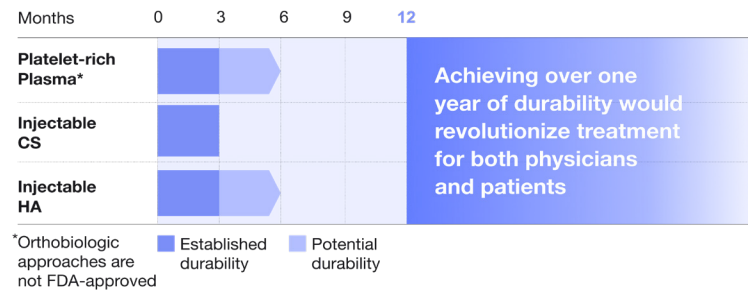 Months 0 3 6 9 12
Platelet-rich
Plasma*
Injectable
CS
Injectable
HA
Achieving over one
year of durability would
revolutionize treatment
for both physicians
and patients
*Orthobiologic
approaches are
not FDA-approved
Established
durability
Potential
durability